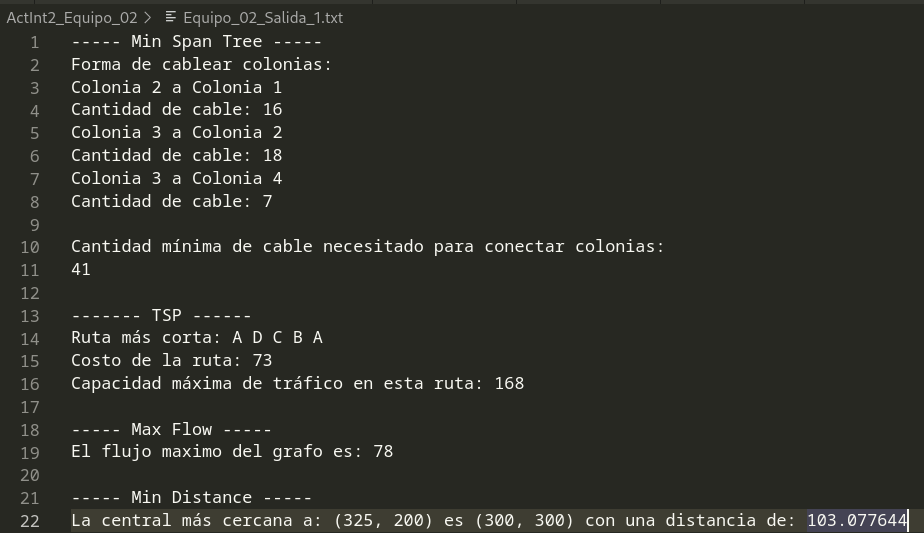 ActInt2_Equipo_02 > Equipo_02_Salida_1.txt
1 ----- Min Span Tree -----
2 Forma de cablear colonias:
3 Colonia 2 a Colonia 1
4 Cantidad de cable: 16
5 Colonia 3 a Colonia 2
6 Cantidad de cable: 18
7 Colonia 3 a Colonia 4
8 Cantidad de cable: 7
9
10 Cantidad mínima de cable necesitado para conectar colonias:
11 41
12
13 ------- TSP ------
14 Ruta más corta: A D C B A
15 Costo de la ruta: 73
16 Capacidad máxima de tráfico en esta ruta: 168
17
18 ----- Max Flow -----
19 El flujo maximo del grafo es: 78
20
21 ----- Min Distance -----
22 La central más cercana a: (325, 200) es (300, 300) con una distancia de: 103.077644